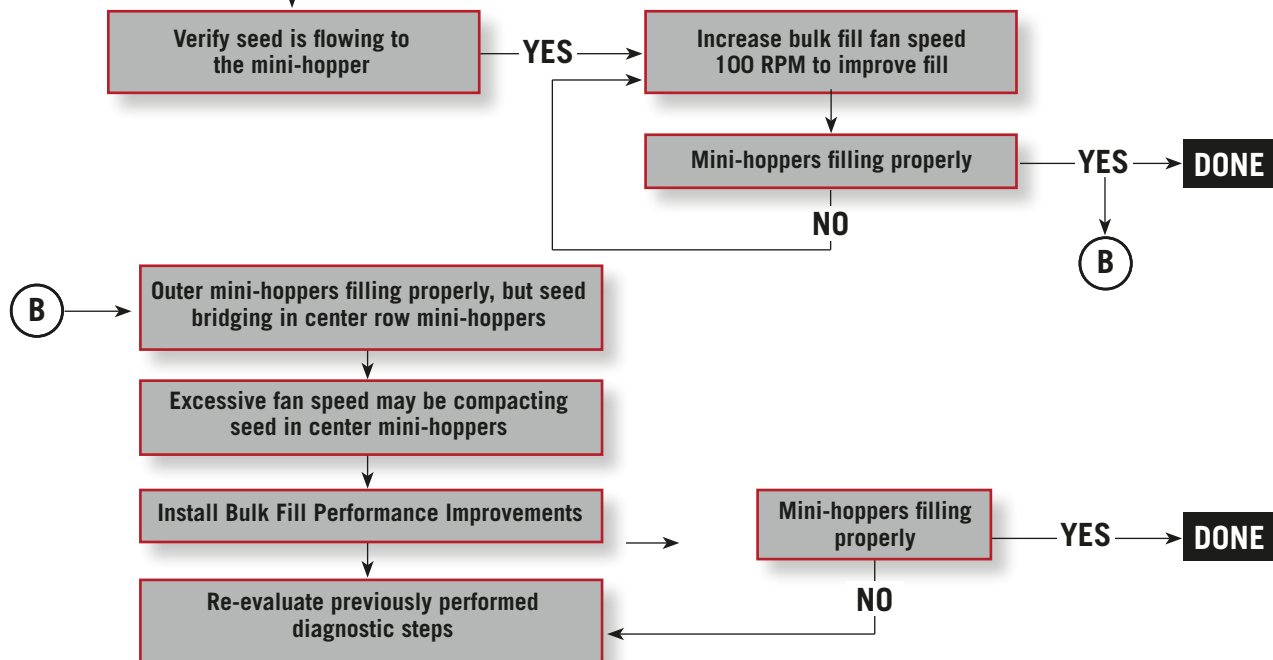 Verify seed is flowing to
the mini-hopper
YES
Increase bulk fill fan speed
100 RPM to improve fill
Mini-hoppers filling properly
YES
DONE
NO
B
B
Outer mini-hoppers filling properly, but seed
bridging in center row mini-hoppers
Excessive fan speed may be compacting
seed in center mini-hoppers
Install Bulk Fill Performance Improvements
Mini-hoppers filling
properly
YES
DONE
NO
Re-evaluate previously performed
diagnostic steps